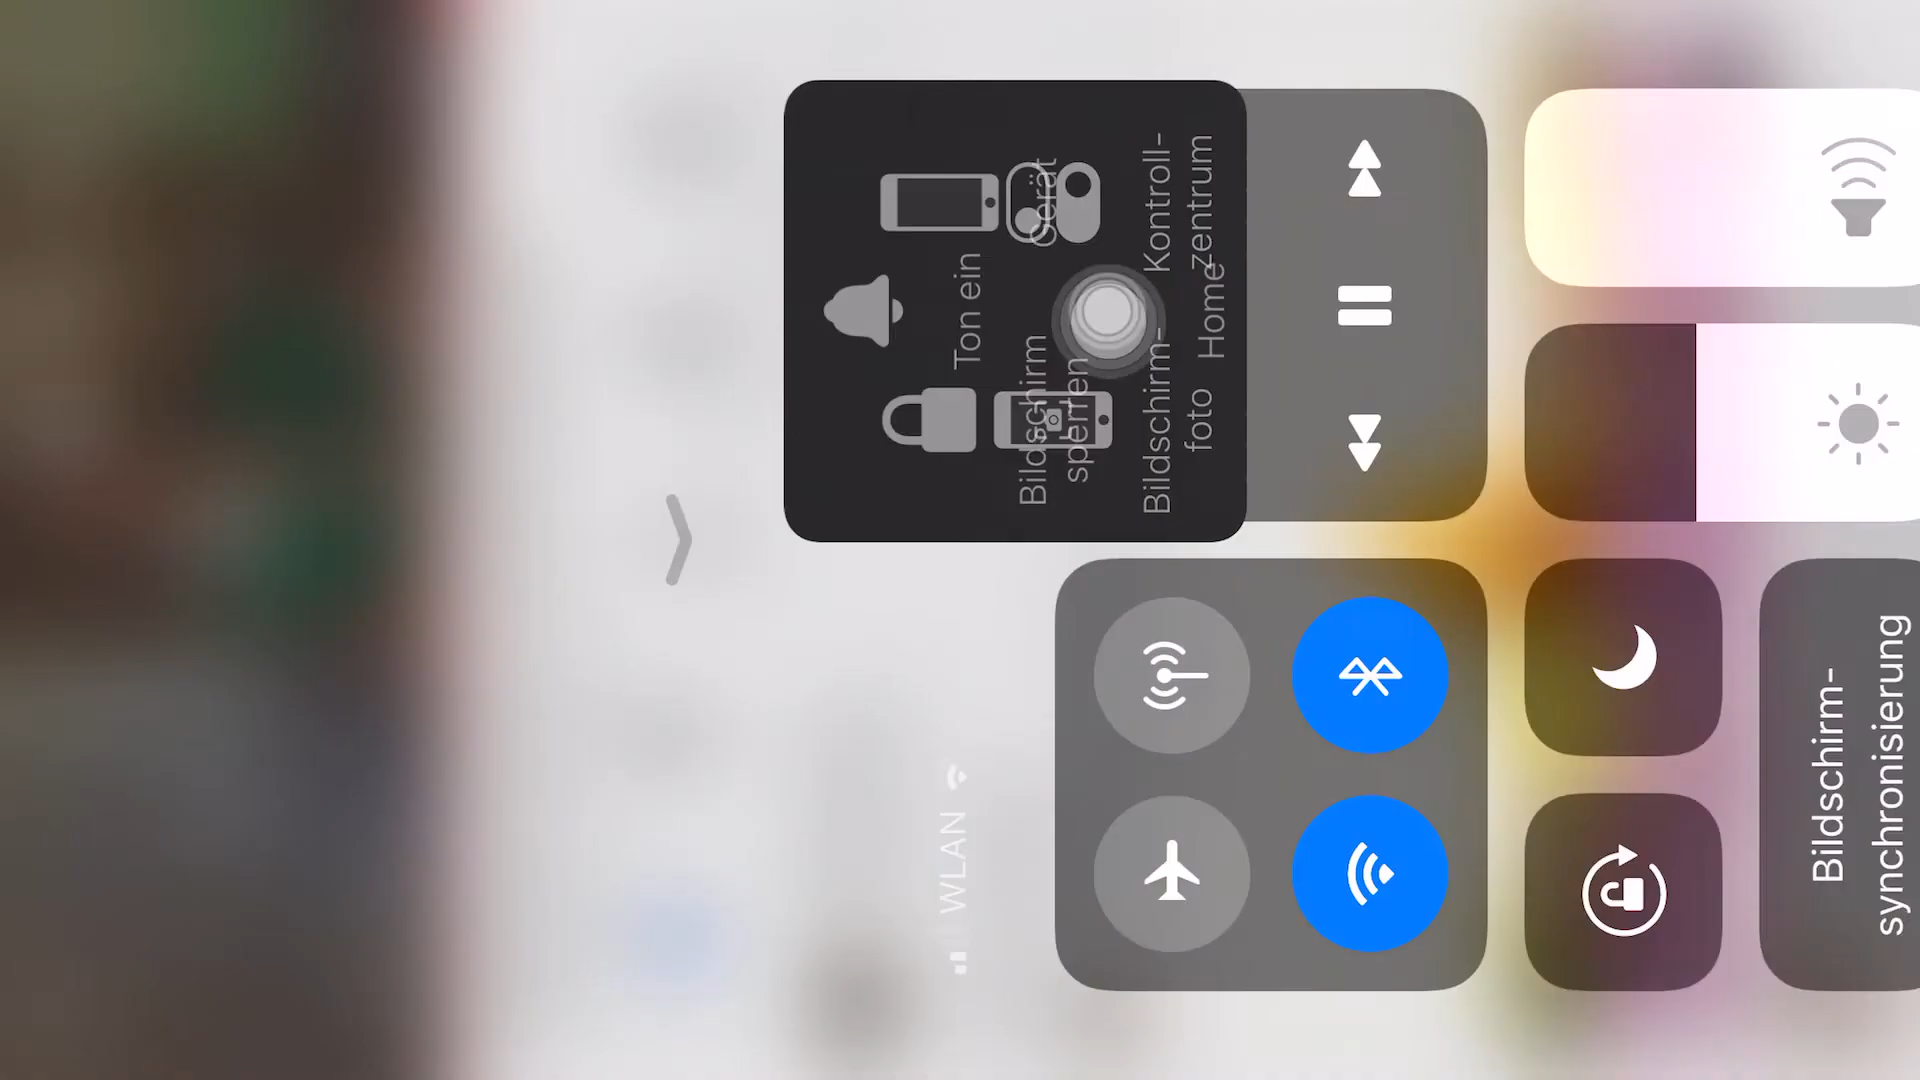 WLAN
Ton ein
Gerät
Bildschirm
sperren
Kontroll-
zentrum
Bildschirm-
foto
Home
Bildschirm-
synchronisierung